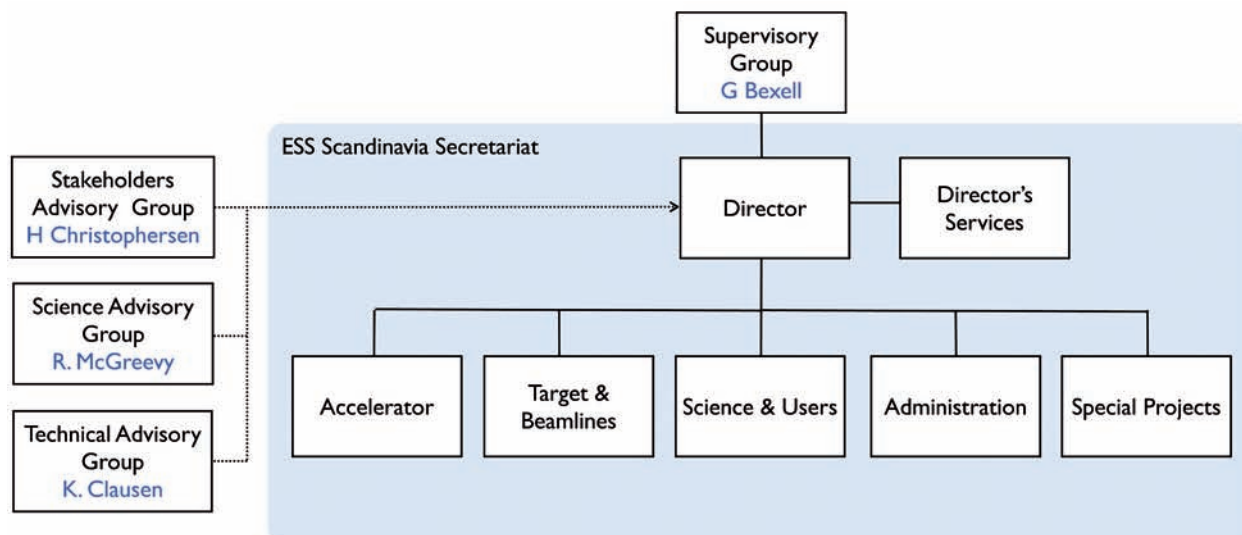 Supervisory
Group
G Bexell
ESS Scandinavia Secretariat
Stakeholders
Advisory Group
H Christophersen
Director
Director's
Services
Science Advisory
Group
R. McGreevy
Accelerator
Target &
Beamlines
Science & Users
Administration
Special Projects
Technical Advisory
Group
K. Clausen